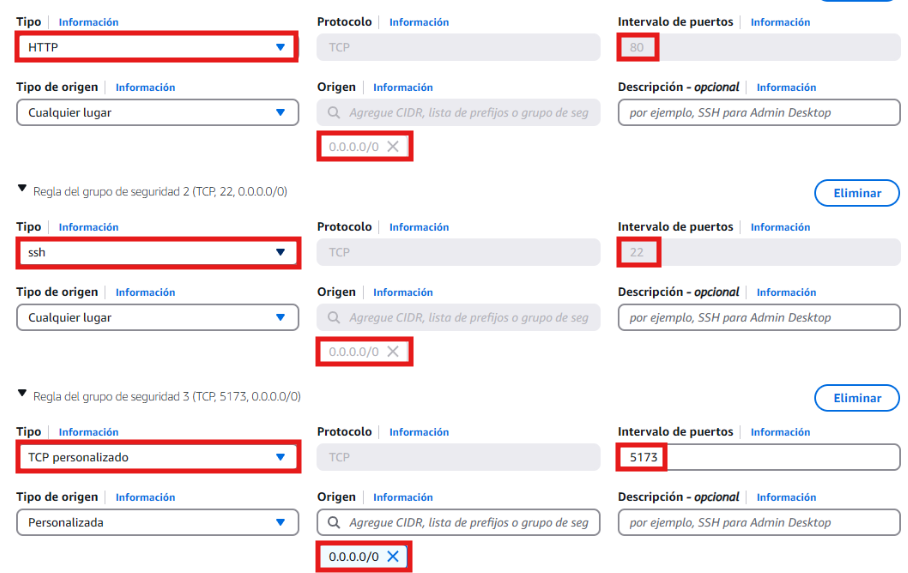 Tipo Información Protocolo Información Intervalo de puertos Información
HTTP TCP 80
Tipo de origen Información Origen Información Descripción - opcional Información
Cualquier lugar Agregue CIDR, lista de prefijos o grupo de seg por ejemplo, SSH para Admin Desktop
0.0.0.0/0
Regla del grupo de seguridad 2 (TCP, 22, 0.0.0.0/0) Eliminar
Tipo Información Protocolo Información Intervalo de puertos Información
ssh TCP 22
Tipo de origen Información Origen Información Descripción - opcional Información
Cualquier lugar Agregue CIDR, lista de prefijos o grupo de seg por ejemplo, SSH para Admin Desktop
0.0.0.0/0
Regla del grupo de seguridad 3 (TCP, 5173, 0.0.0.0/0) Eliminar
Tipo Información Protocolo Información Intervalo de puertos Información
TCP personalizado TCP 5173
Tipo de origen Información Origen Información Descripción - opcional Información
Personalizada Agregue CIDR, lista de prefijos o grupo de seg por ejemplo, SSH para Admin Desktop
0.0.0.0/0